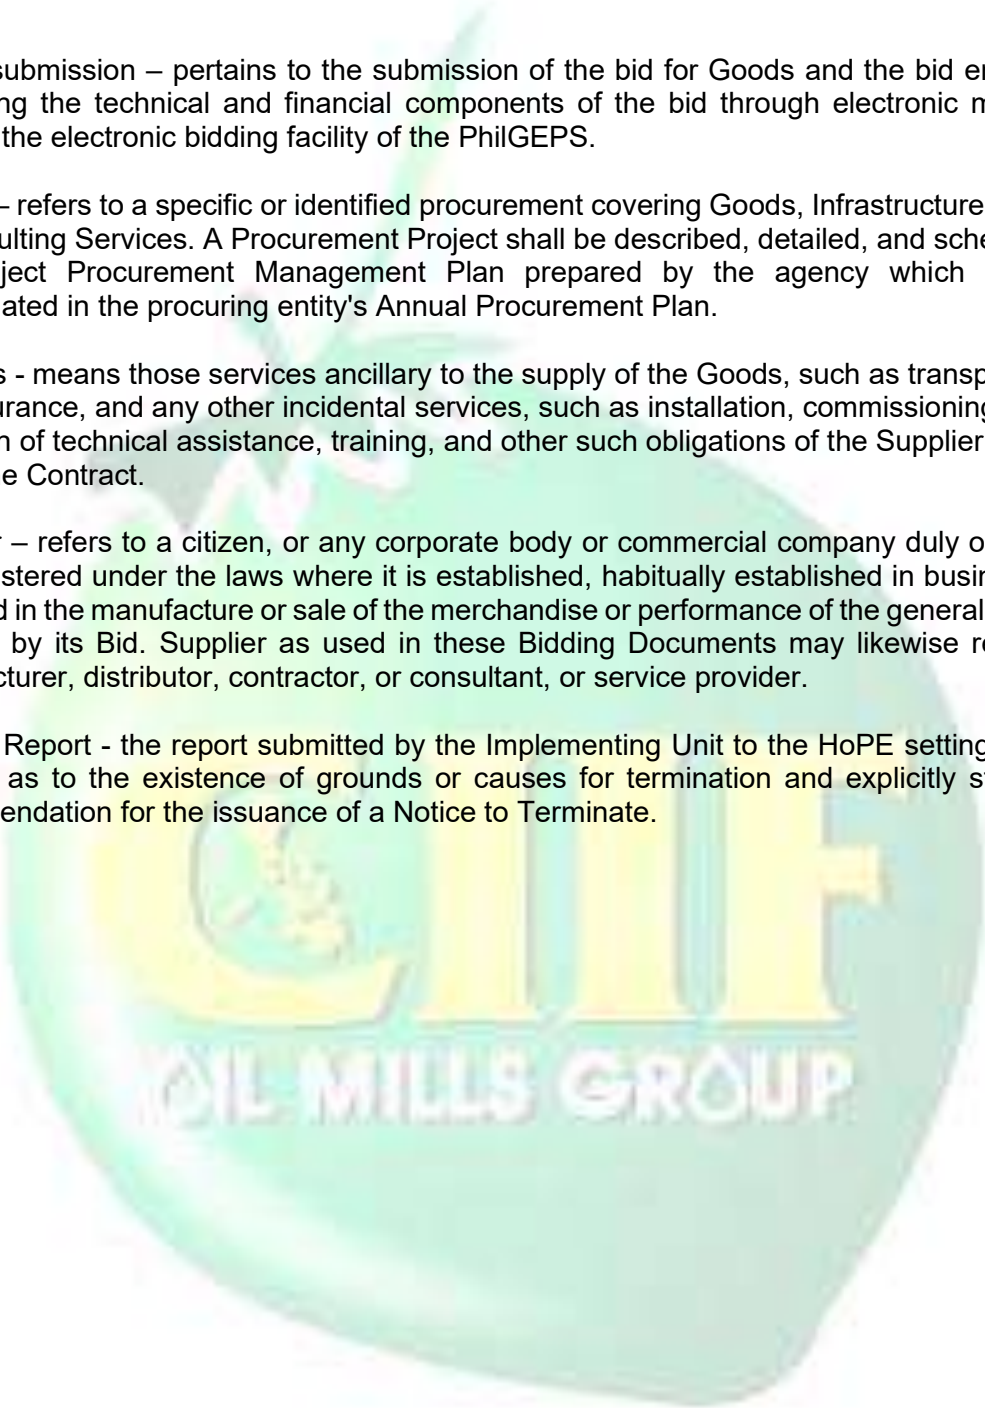 submission – pertains to the submission of the bid for Goods and the bid en
ng the technical and financial components of the bid through electronic m
the electronic bidding facility of the PhilGEPS.
– refers to a specific or identified procurement covering Goods, Infrastructure
ulting Services. A Procurement Project shall be described, detailed, and sche
ject Procurement Management Plan prepared by the agency which
ated in the procuring entity's Annual Procurement Plan.
s - means those services ancillary to the supply of the Goods, such as transp
urance, and any other incidental services, such as installation, commissioning
n of technical assistance, training, and other such obligations of the Supplier
e Contract.
r – refers to a citizen, or any corporate body or commercial company duly o
stered under the laws where it is established, habitually established in busin
d in the manufacture or sale of the merchandise or performance of the general
by its Bid. Supplier as used in these Bidding Documents may likewise re
cturer, distributor, contractor, or consultant, or service provider.
Report - the report submitted by the Implementing Unit to the HoPE setting
as to the existence of grounds or causes for termination and explicitly s
endation for the issuance of a Notice to Terminate.
CIIF
OIL MILLS GROUP